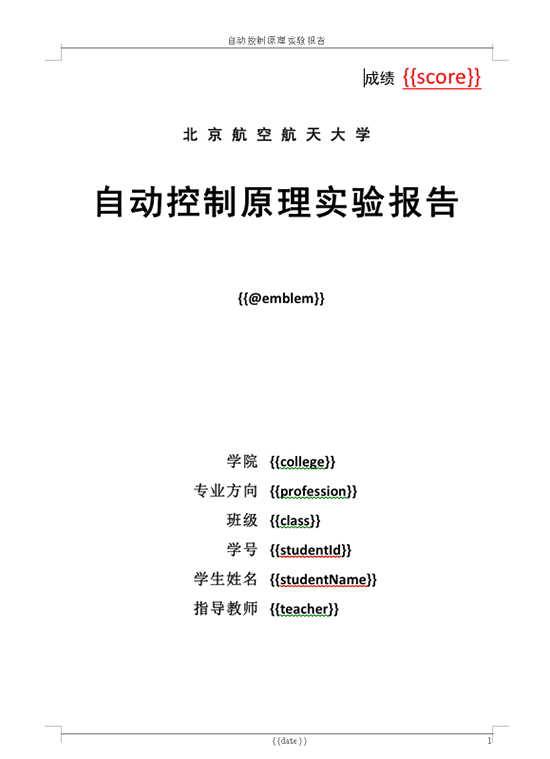 自动控制原理实验报告
成绩 {{score}}
北京航空航天大学
自动控制原理实验报告
{{@emblem}}
学院 {{college}}
专业方向 {{profession}}
班级 {{class}}
学号 {{studentId}}
学生姓名 {{studentName}}
指导教师 {{teacher}}
{{date}} 1